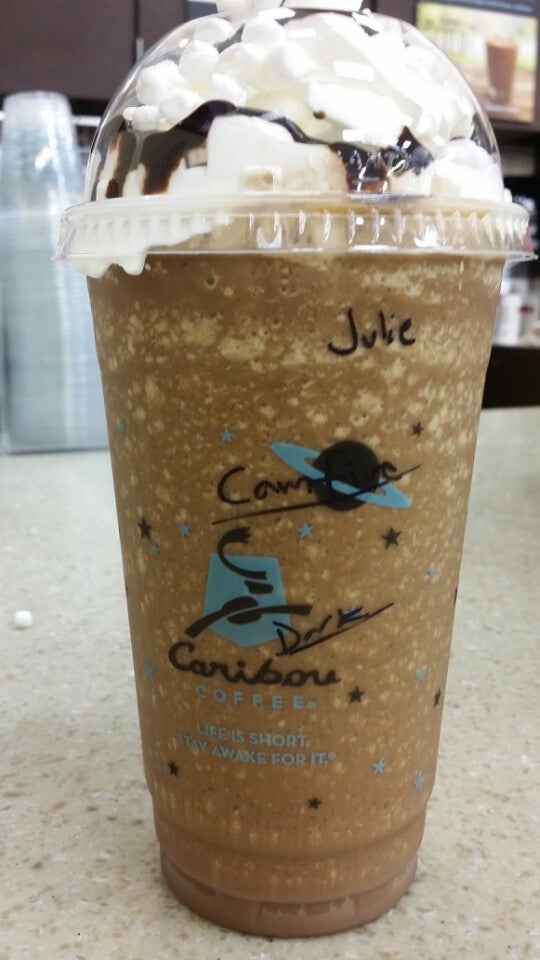 Julie
Campfire
Dark
Caribou
COFFEE
LIFE IS SHORT.
STAY AWAKE FOR IT.®